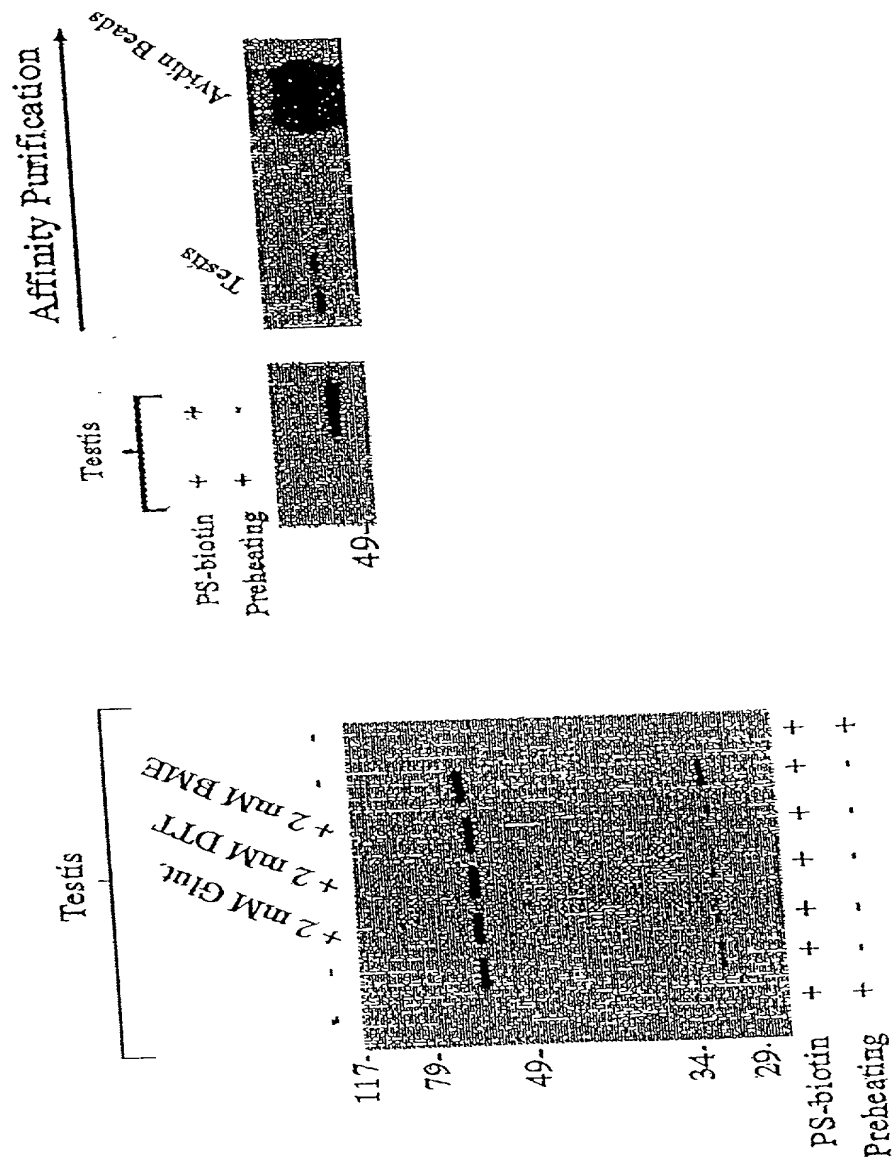 Affinity Purification
Testis
Avidin Beads
Testis
PS-biotin + +
Preheating + -
49-
Testis
- - + 2 mM Glut. + 2 mM DTT + 2 mM BME - -
117-
79-
49-
34-
29-
PS-biotin + + + + + + +
Preheating + - - - - - +